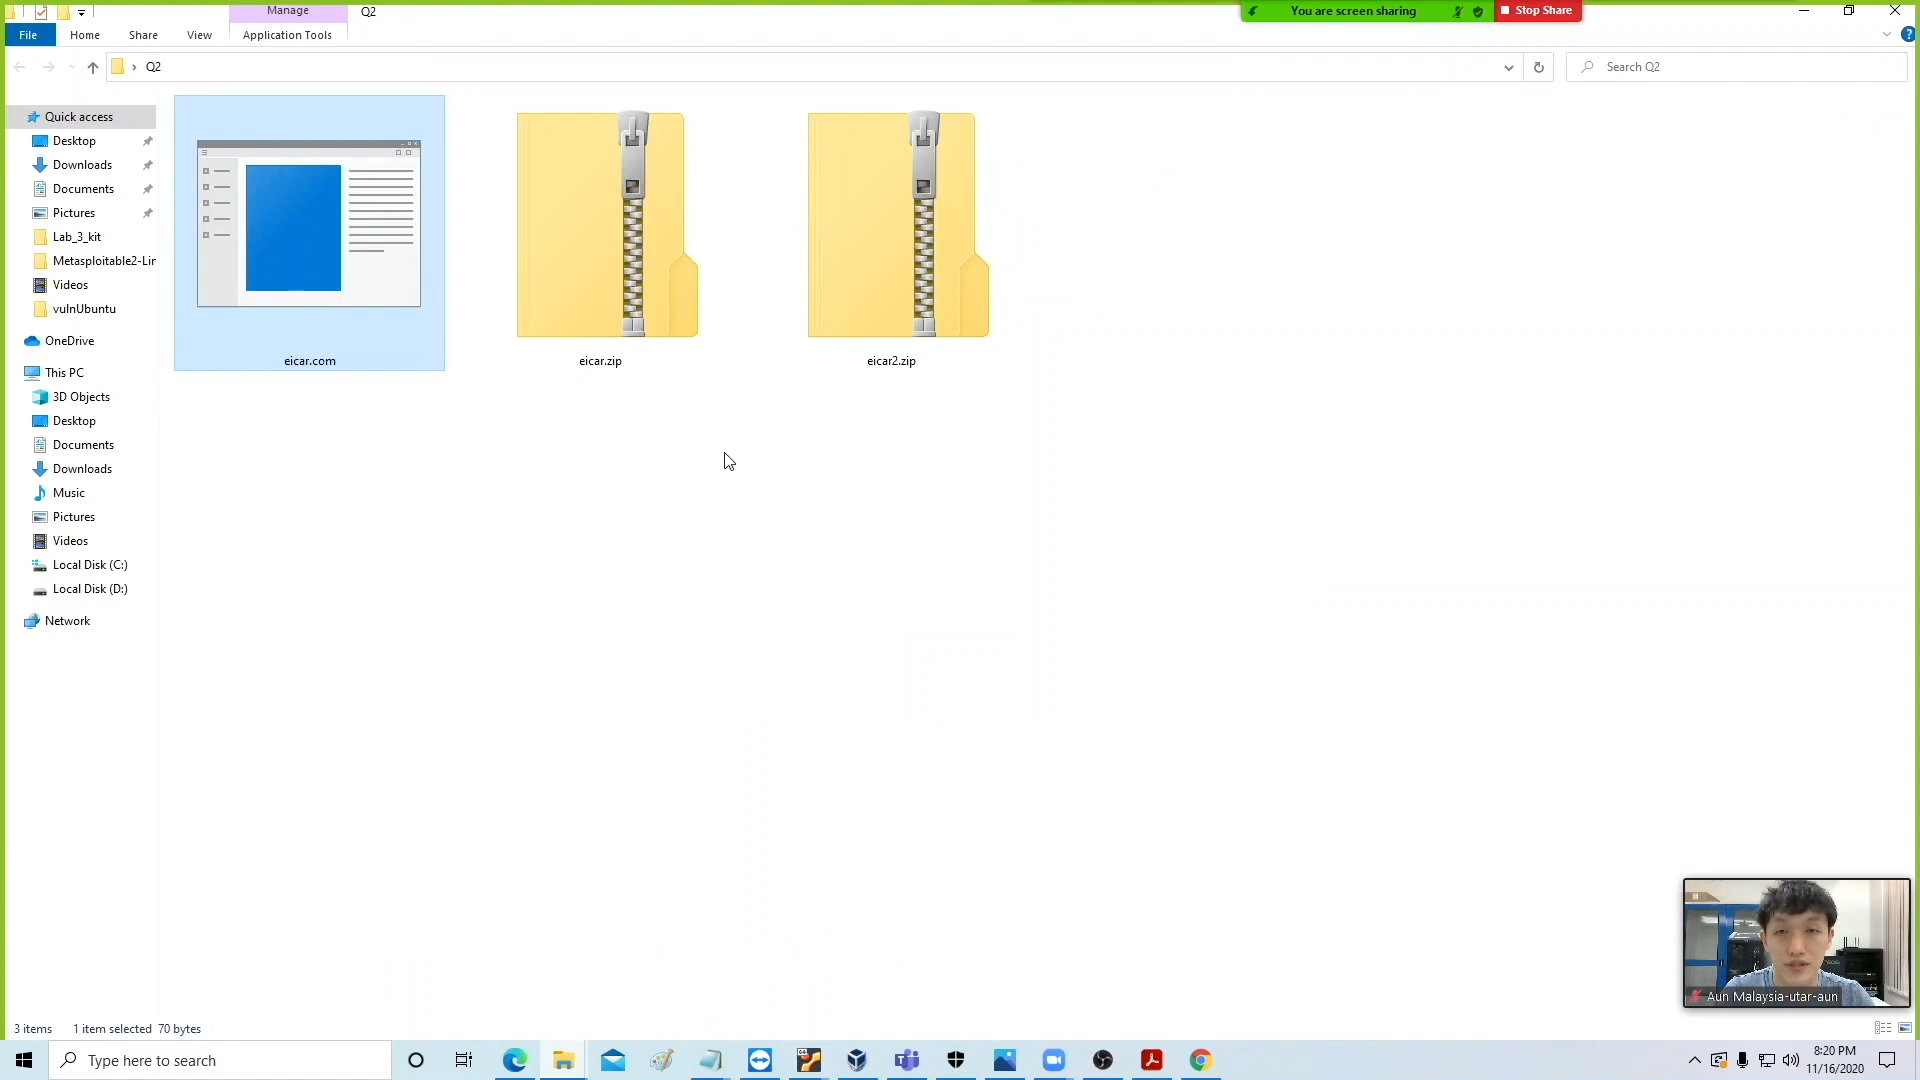 Manage
Q2
You are screen sharing
Stop Share
File
Home
Share
View
Application Tools
?
Q2
Search Q2
Quick access
Desktop
Downloads
Documents
Pictures
Lab_3_kit
Metasploitable2-Lin
Videos
vulnUbuntu
OneDrive
This PC
3D Objects
Desktop
Documents
Downloads
Music
Pictures
Videos
Local Disk (C:)
Local Disk (D:)
Network
eicar.com
eicar.zip
eicar2.zip
Aun Malaysia-utar-aun
3 items
1 item selected 70 bytes
Type here to search
8:20 PM
11/16/2020